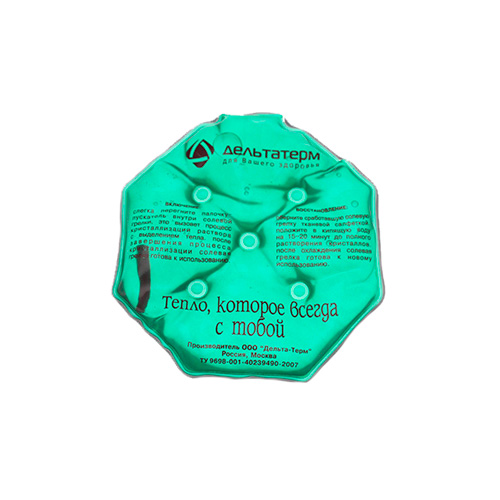 Дельтатерм
для Вашего здоровья
ВКЛЮЧЕНИЕ:
слегка перегните палочку-
пускатель внутри солевой
грелки, это вызовет процесс
кристаллизации раствора
с выделением тепла. после
завершения процесса
кристаллизации солевая
грелка готова к использованию
ВОССТАНОВЛЕНИЕ:
заверните сработавшую солевую
грелку тканевой салфеткой,
положите в кипящую воду
на 15-20 минут до полного
растворения кристаллов.
после охлаждения солевая
грелка готова к новому
использованию.
Тепло, которое всегда
с тобой
Производитель ООО "Дельта-Терм"
Россия, Москва
ТУ 9698-001-40239490-2007